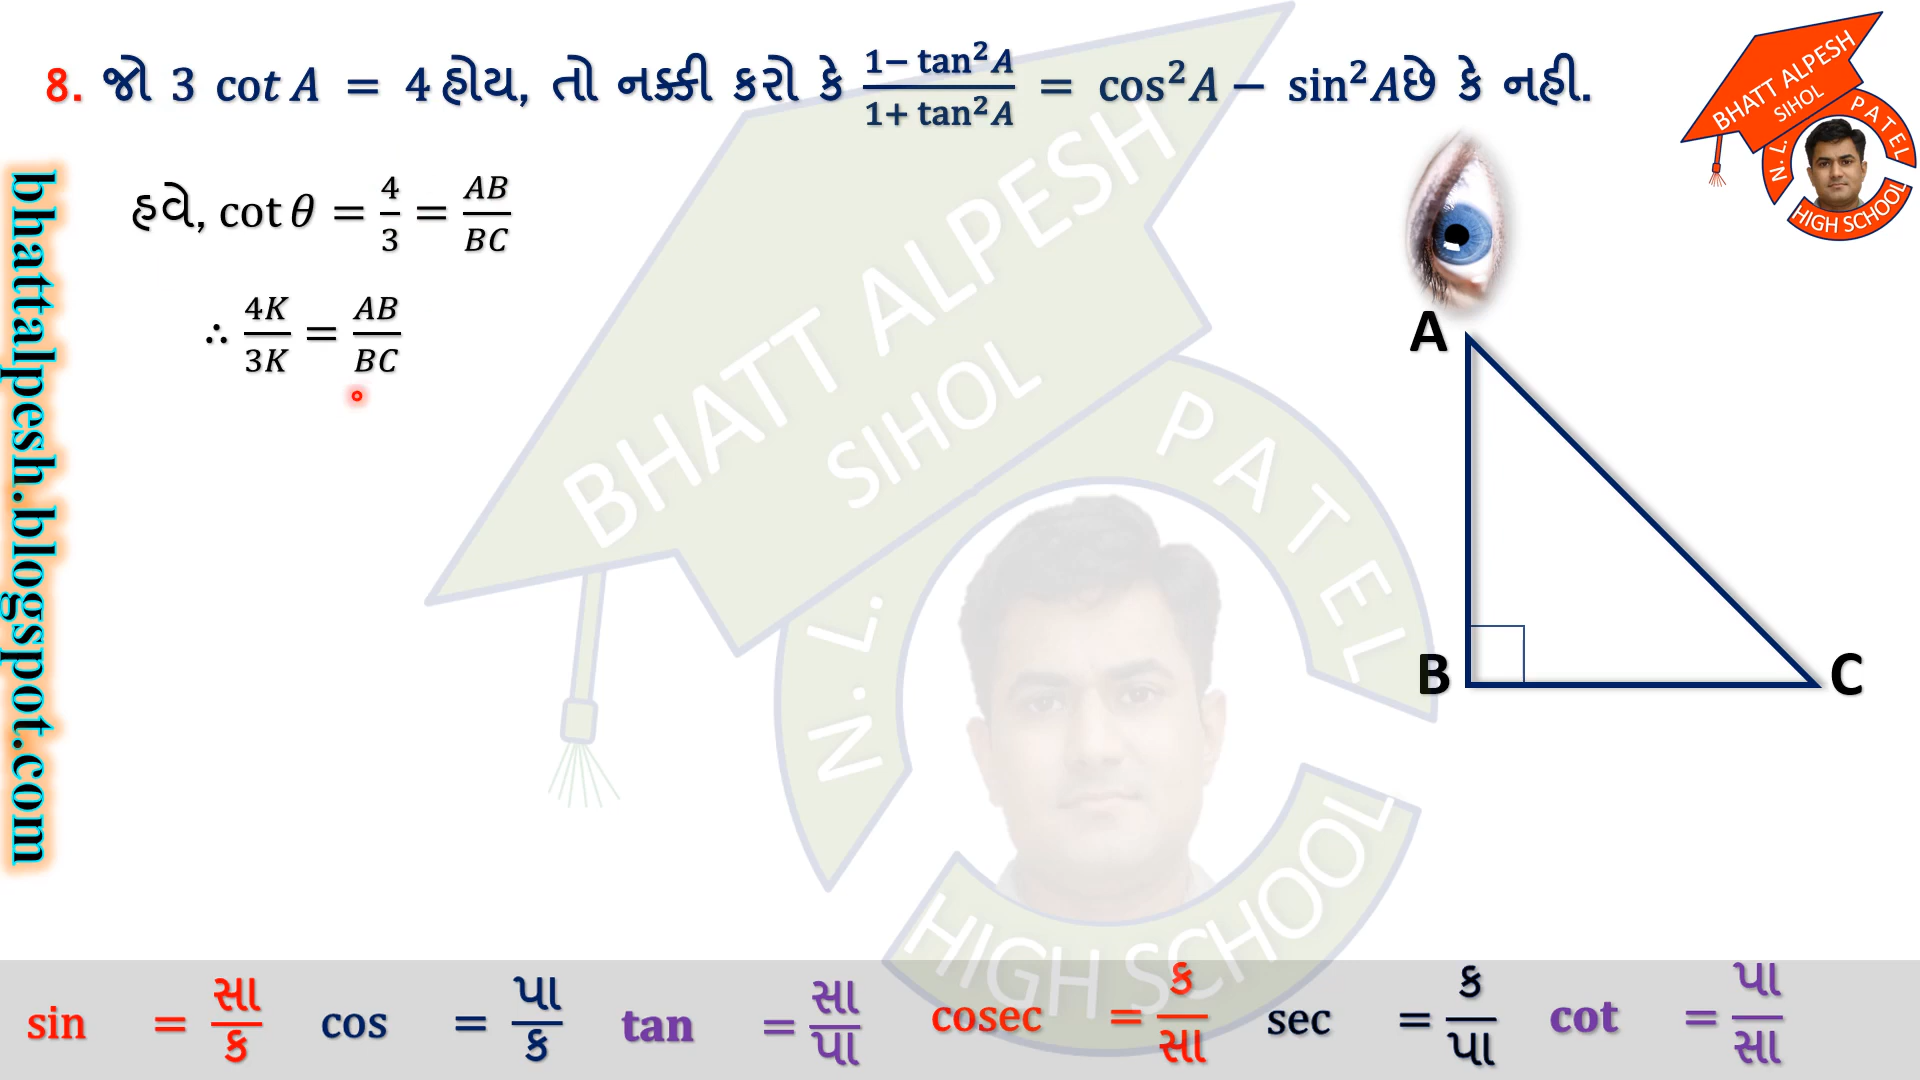 8. જો 3 cot A = 4 હોય, તો નક્કી કરો કે (1− tan²A)/(1+ tan²A) = cos²A − sin²A છે કે નહી.
BHATT ALPESH
SIHOL
N. L. PATEL
HIGH SCHOOL
હવે, cot θ = 4/3 = AB/BC
∴ 4K/3K = AB/BC
A
B
C
bhattalpesh.blogspot.com
BHATT ALPESH
SIHOL
N. L. PATEL
HIGH SCHOOL
sin = સા/ક cos = પા/ક tan = સા/પા cosec = ક/સા sec = ક/પા cot = પા/સા